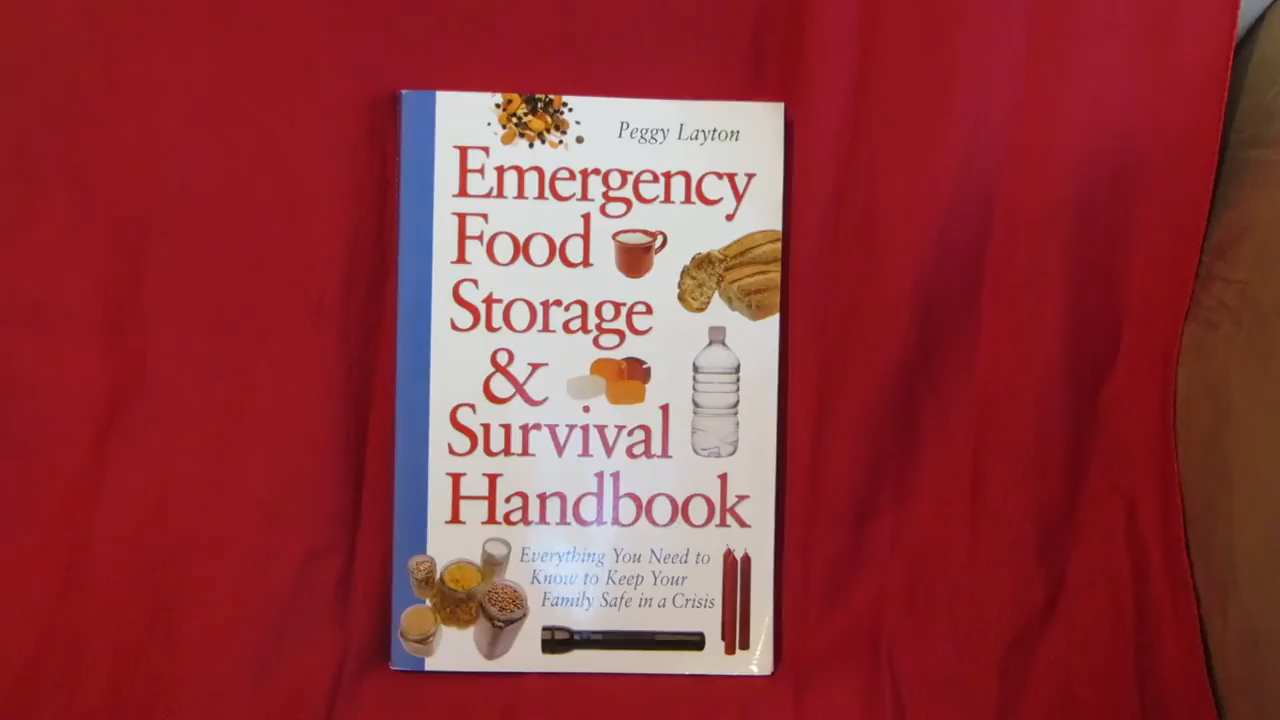 Peggy Layton
Emergency
Food
Storage
&
Survival
Handbook
Everything You Need to
Know to Keep Your
Family Safe in a Crisis